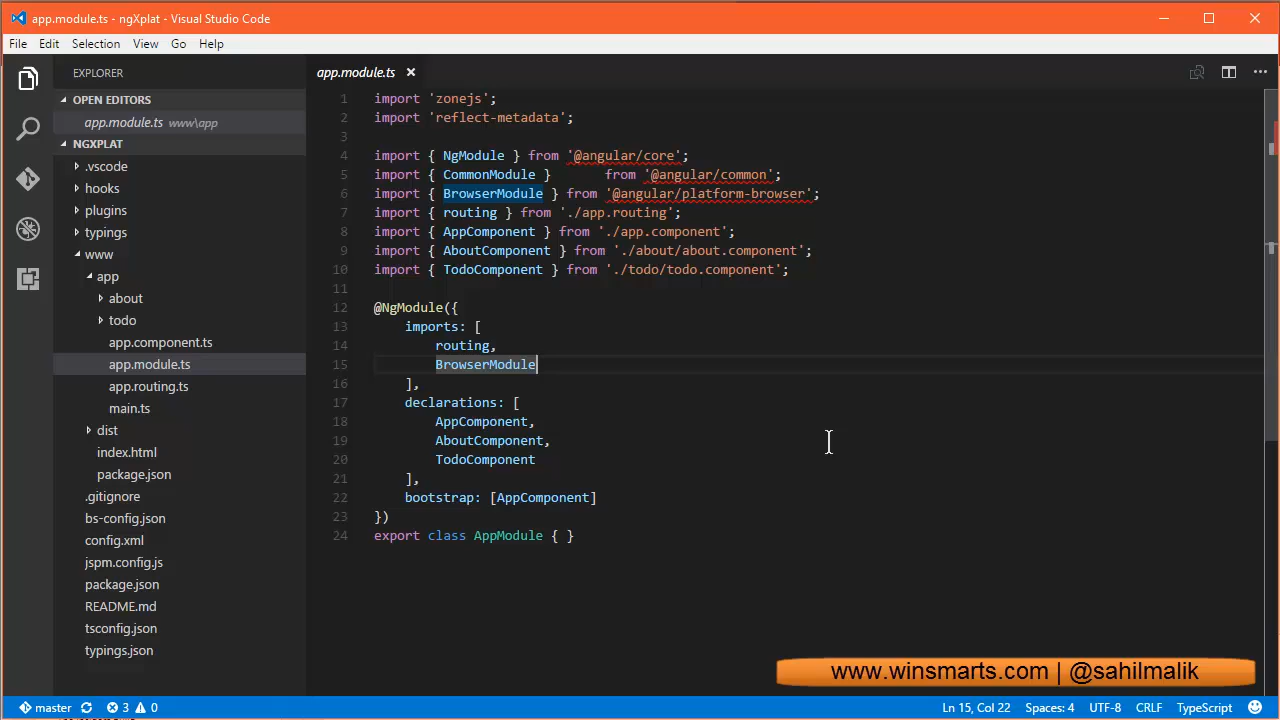 app.module.ts - ngXplat - Visual Studio Code
File Edit Selection View Go Help
EXPLORER
OPEN EDITORS
app.module.ts www\app
NGXPLAT
.vscode
hooks
plugins
typings
www
app
about
todo
app.component.ts
app.module.ts
app.routing.ts
main.ts
dist
index.html
package.json
.gitignore
bs-config.json
config.xml
jspm.config.js
package.json
README.md
tsconfig.json
typings.json
app.module.ts
1 import 'zonejs';
2 import 'reflect-metadata';
3
4 import { NgModule } from '@angular/core';
5 import { CommonModule }       from '@angular/common';
6 import { BrowserModule } from '@angular/platform-browser';
7 import { routing } from './app.routing';
8 import { AppComponent } from './app.component';
9 import { AboutComponent } from './about/about.component';
10 import { TodoComponent } from './todo/todo.component';
11
12 @NgModule({
13     imports: [
14         routing,
15         BrowserModule
16     ],
17     declarations: [
18         AppComponent,
19         AboutComponent,
20         TodoComponent
21     ],
22     bootstrap: [AppComponent]
23 })
24 export class AppModule { }
www.winsmarts.com | @sahilmalik
master 3 0 Ln 15, Col 22 Spaces: 4 UTF-8 CRLF TypeScript